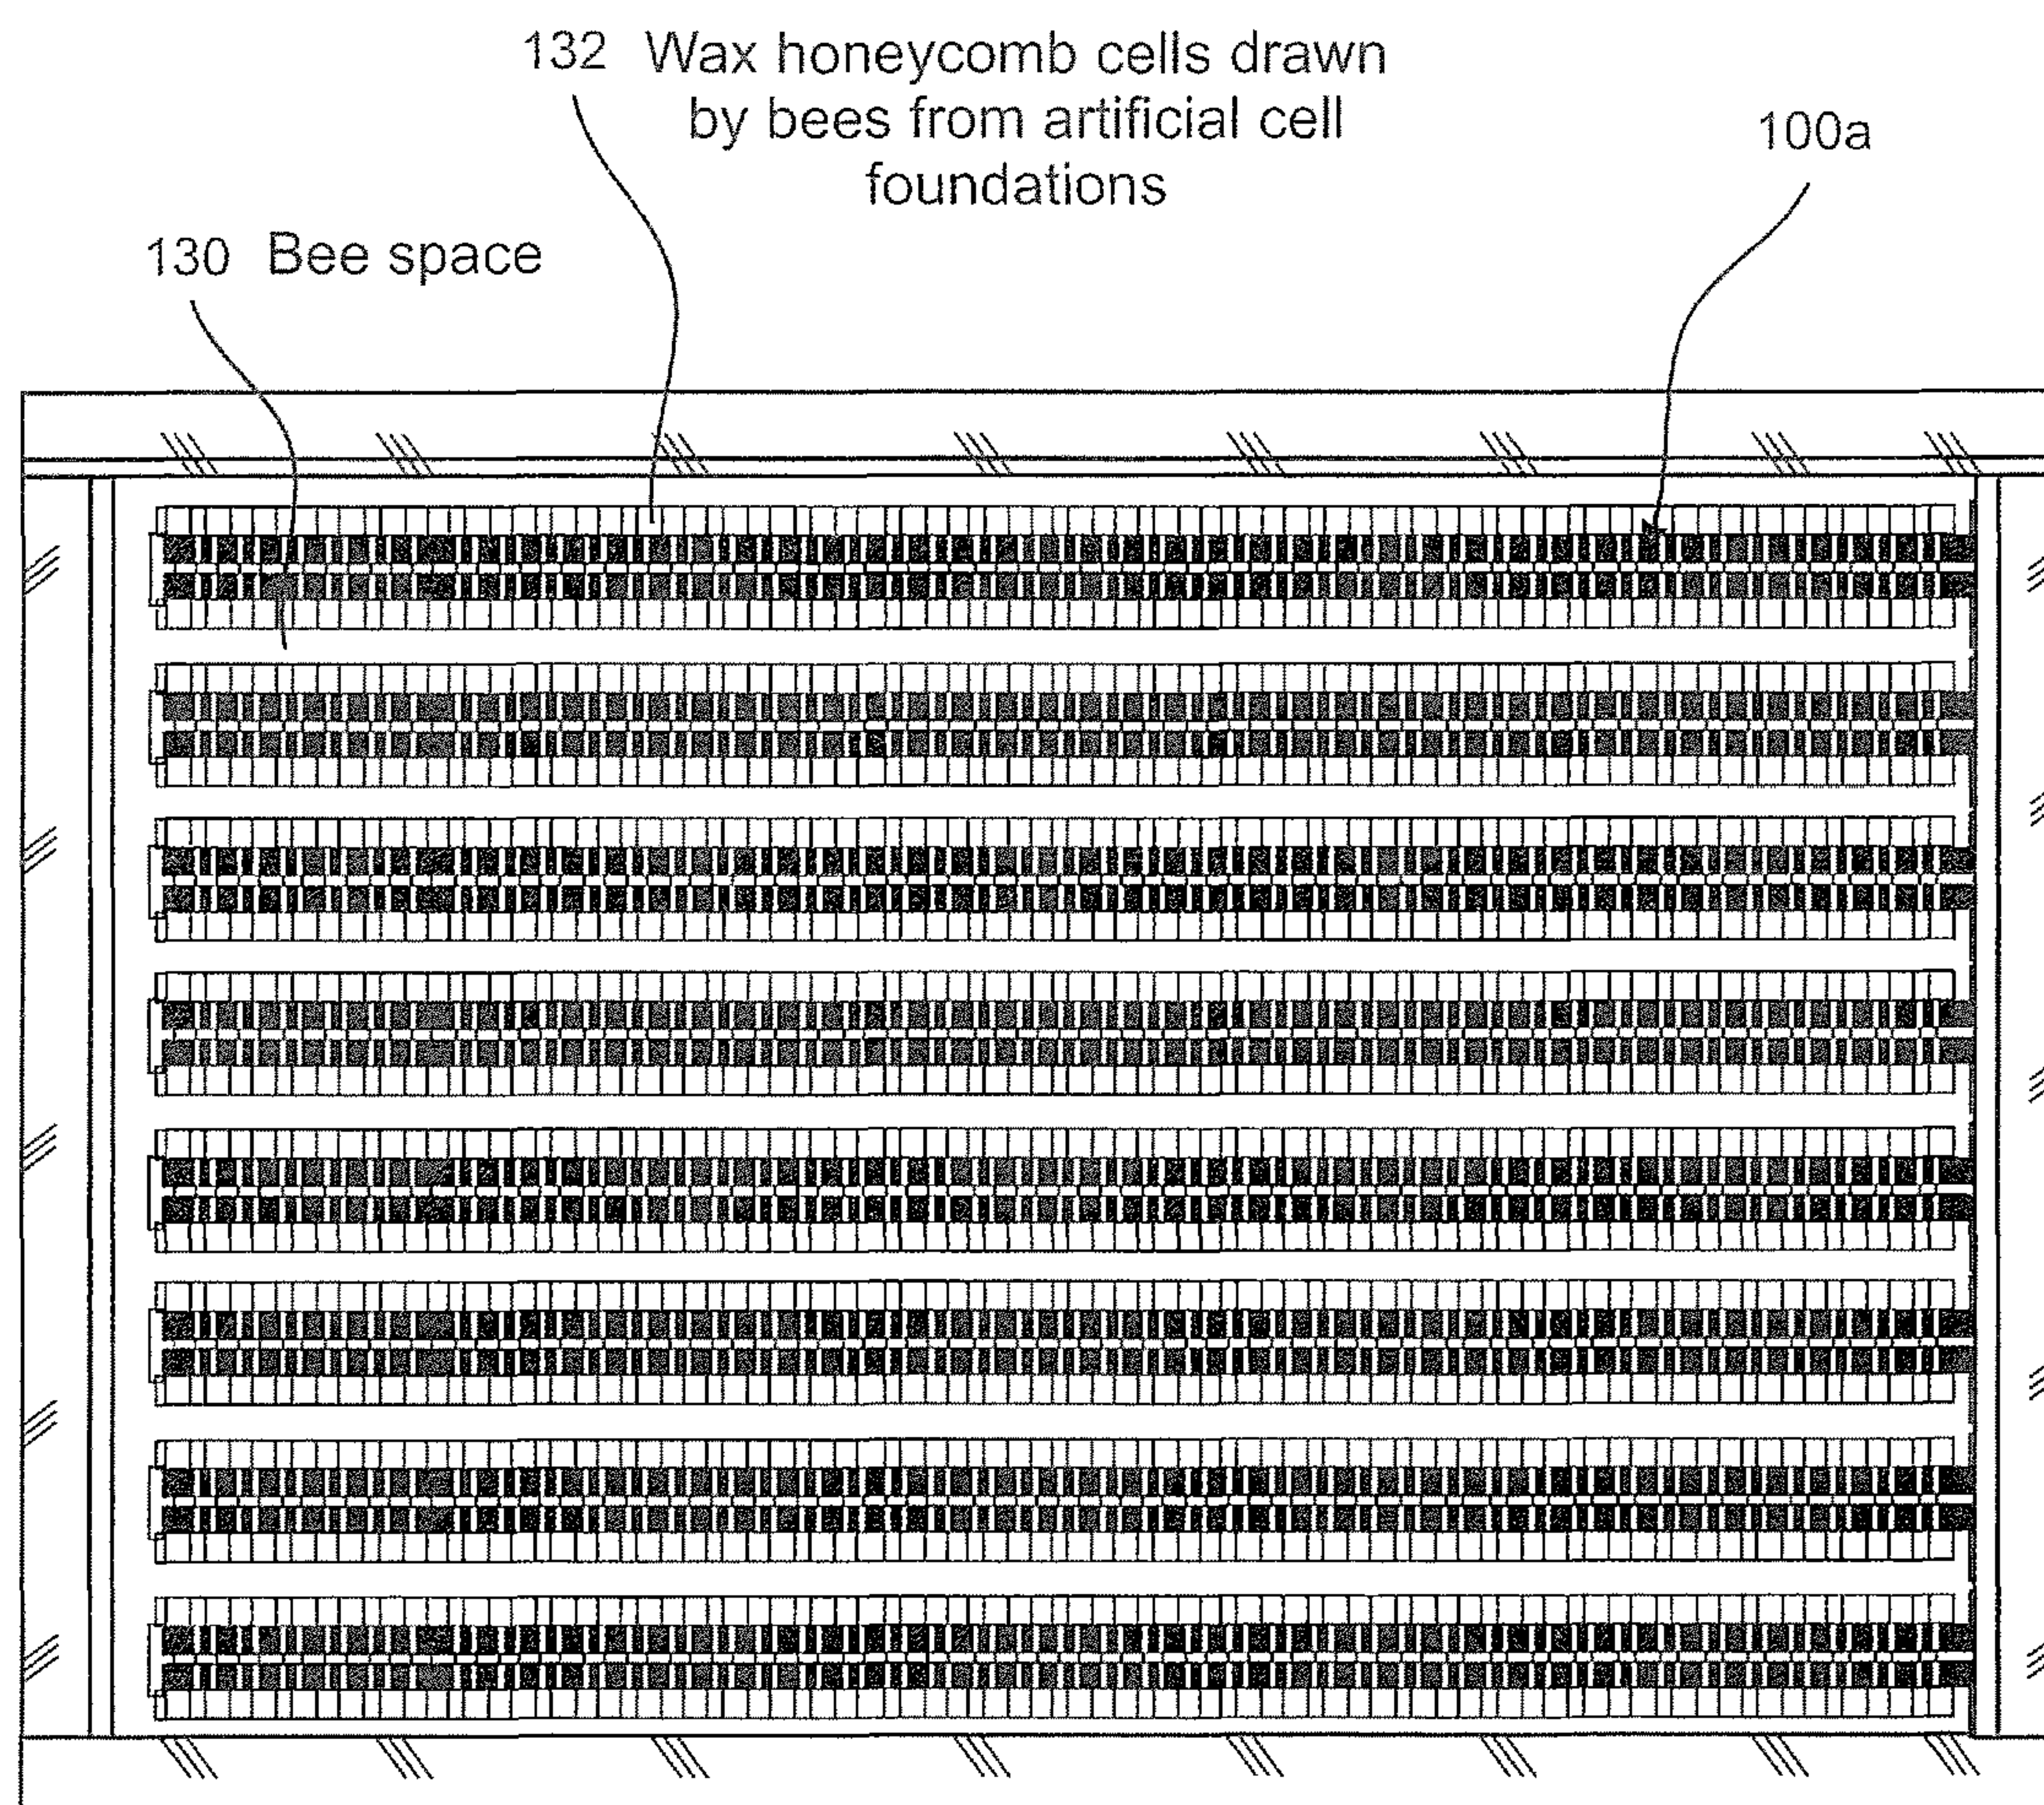 132 Wax honeycomb cells drawn
by bees from artificial cell
foundations
100a
130 Bee space